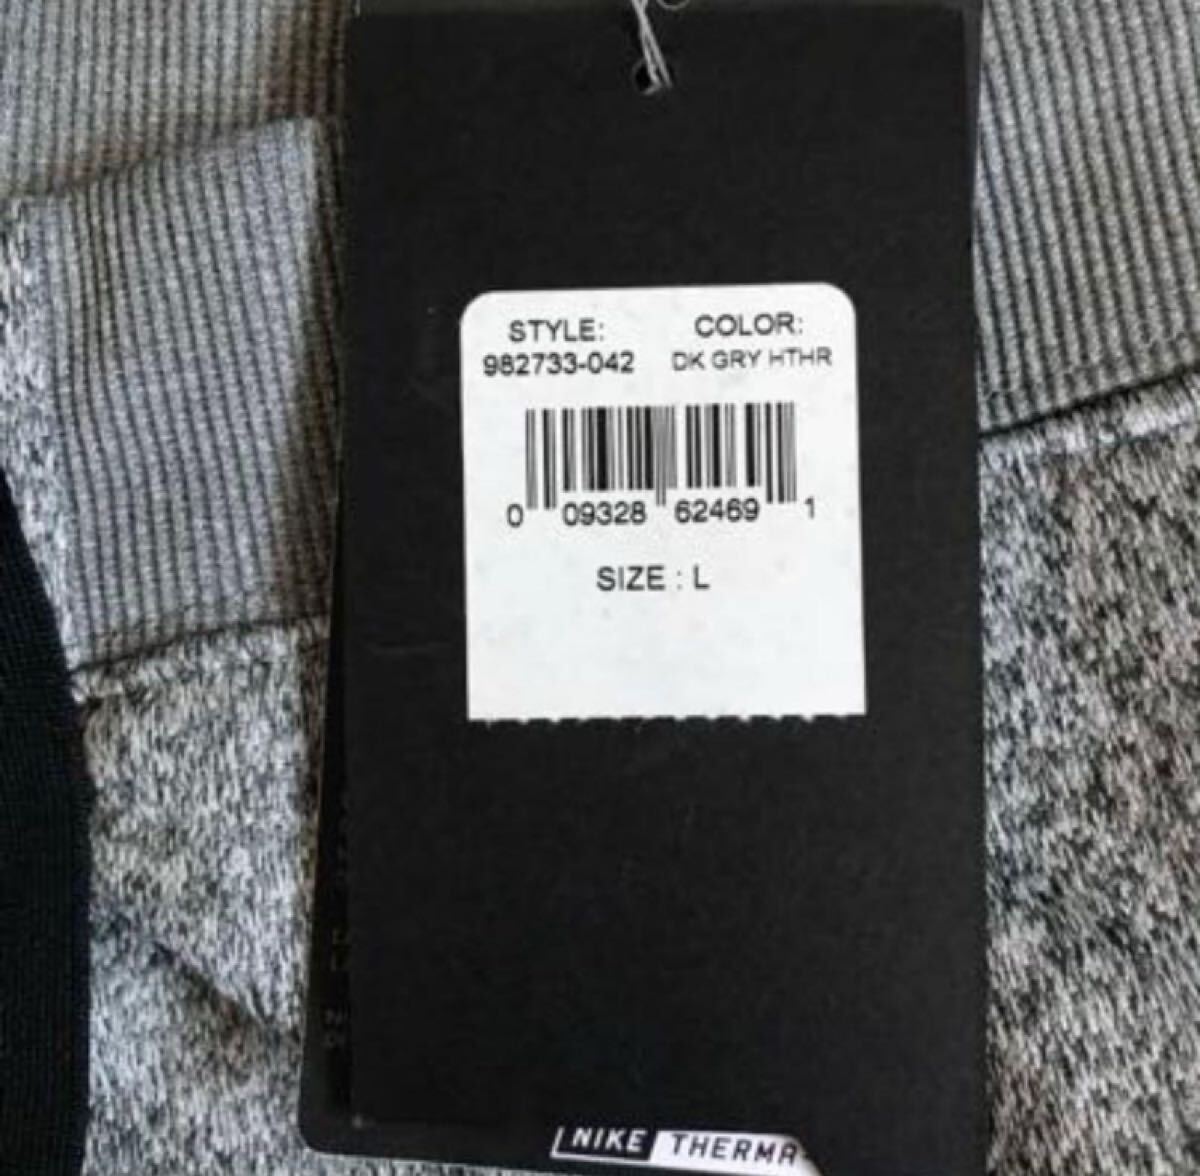 STYLE: COLOR:
982733-042 DK GRY HTHR
0 09328 62469 1
SIZE : L
NIKE THERMA